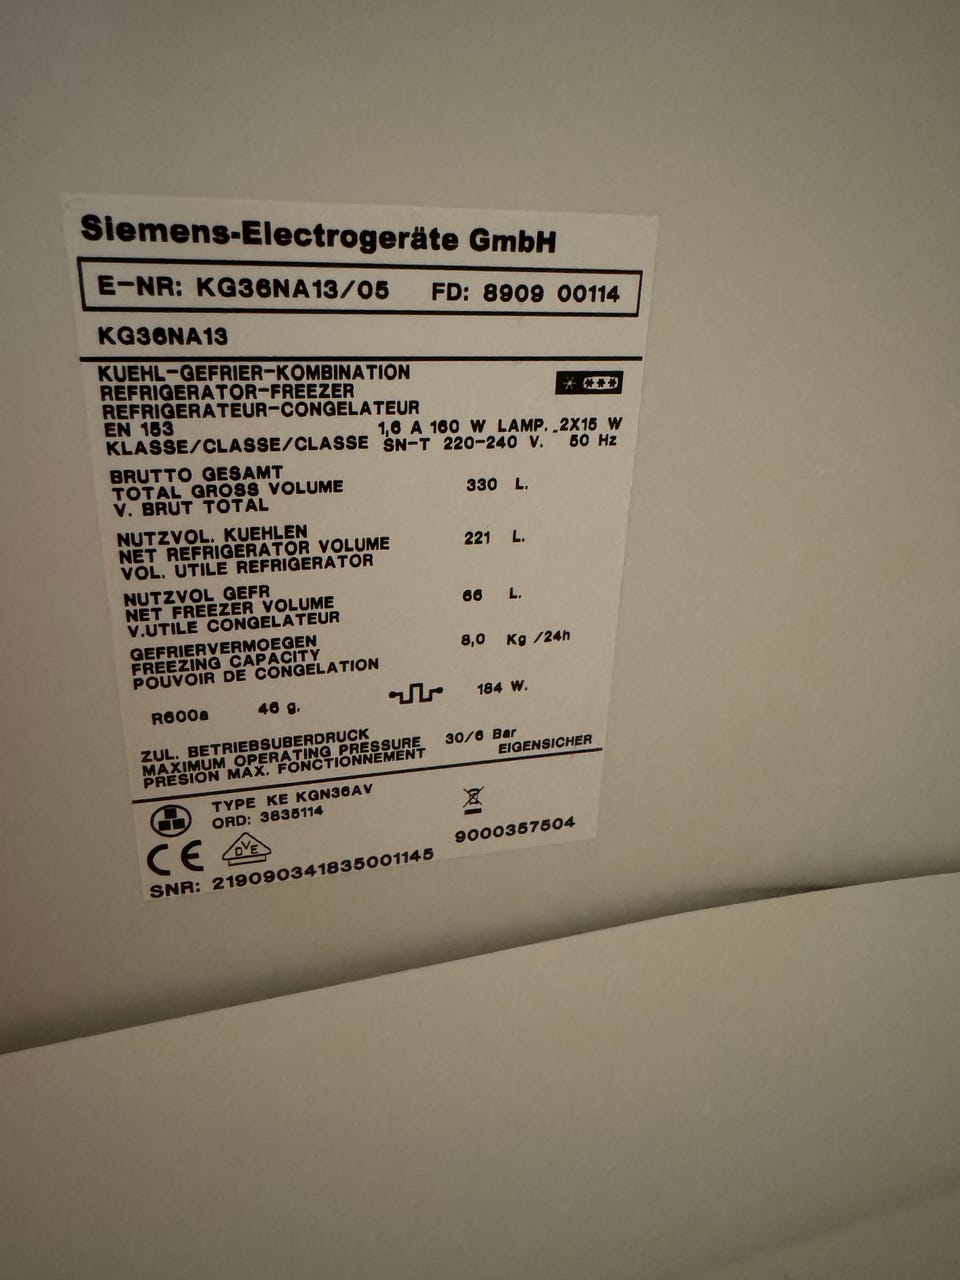 Siemens-Electrogeräte GmbH
E-NR: KG36NA13/05 FD: 8909 00114
KG36NA13
KUEHL-GEFRIER-KOMBINATION
REFRIGERATOR-FREEZER
REFRIGERATEUR-CONGELATEUR
EN 153 1,6 A 160 W LAMP. 2X15 W
KLASSE/CLASSE/CLASSE SN-T 220-240 V. 50 Hz
BRUTTO GESAMT
TOTAL GROSS VOLUME 330 L.
V. BRUT TOTAL
NUTZVOL. KUEHLEN
NET REFRIGERATOR VOLUME 221 L.
VOL. UTILE REFRIGERATOR
NUTZVOL GEFR
NET FREEZER VOLUME 66 L.
V.UTILE CONGELATEUR
GEFRIERVERMOEGEN
FREEZING CAPACITY 8,0 Kg /24h
POUVOIR DE CONGELATION
R600a 46 g. 184 W.
ZUL. BETRIEBSUBERDRUCK
MAXIMUM OPERATING PRESSURE 30/6 Bar
PRESION MAX. FONCTIONNEMENT EIGENSICHER
TYPE KE KGN36AV
ORD: 3835114
CE DVE
9000357504
SNR: 219090341835001145